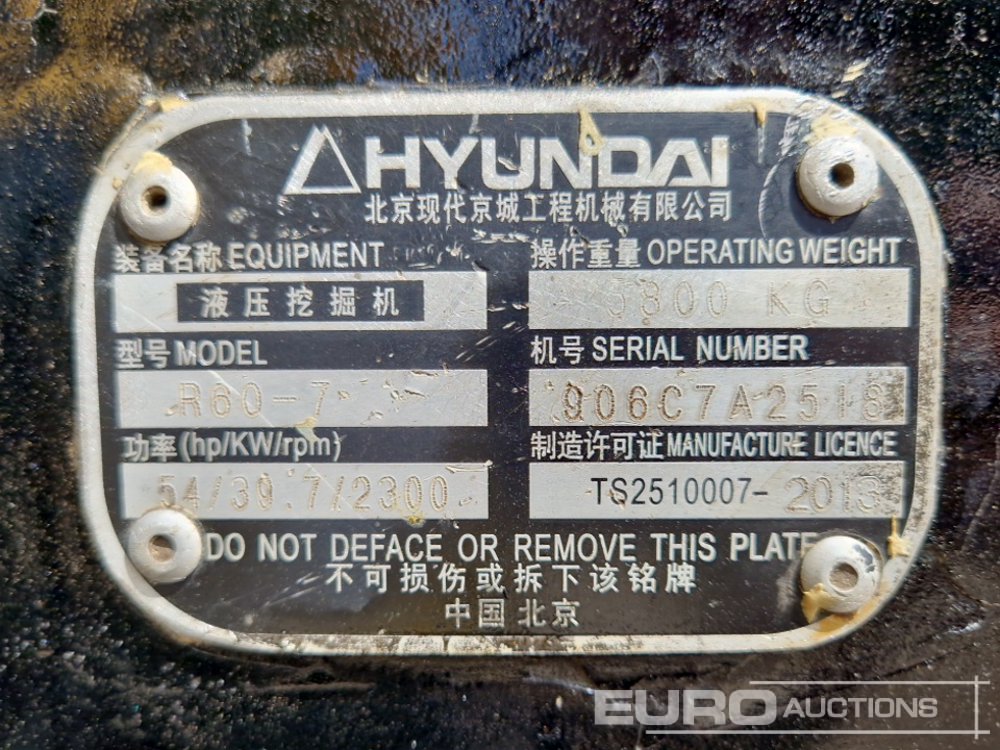 HYUNDAI
北京现代京城工程机械有限公司
装备名称 EQUIPMENT
液压挖掘机
操作重量 OPERATING WEIGHT
5800 KG
型号 MODEL
R60-7
机号 SERIAL NUMBER
906C7A2518
功率(hp/KW/rpm)
54/39.7/2300
制造许可证 MANUFACTURE LICENCE
TS2510007-2013
DO NOT DEFACE OR REMOVE THIS PLATE
不可损伤或拆下该铭牌
中国 北京
EURO AUCTIONS